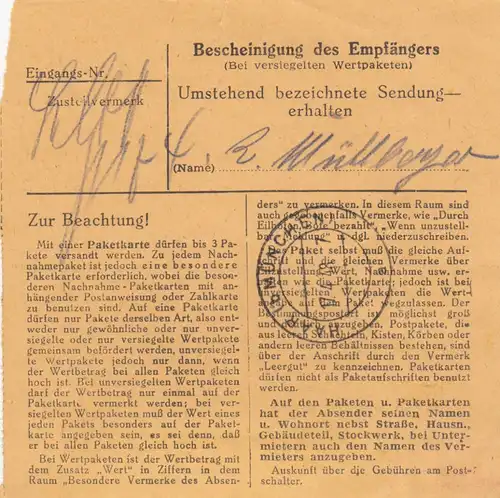 Bescheinigung des Empfängers
(Bei versiegelten Wertpaketen)
Eingangs-Nr.
Umstehend bezeichnete Sendung—
Zustellvermerk
erhalten
(Name)
Zur Beachtung!
Mit einer Paketkarte dürfen bis 3 Pa-
kete versandt werden. Zu jedem Nach-
nahmepaket ist jedoch eine besondere
Paketkarte erforderlich, wobei die beson-
deren Nachnahme-Paketkarten mit an-
hängender Postanweisung oder Zahlkarte
zu benutzen sind. Auf eine Paketkarte
dürfen nur Pakete derselben Art, also ent-
weder nur gewöhnliche oder nur unver-
siegelte oder nur versiegelte Wertpakete
gemeinsam befördert werden, unversiegel-
te Wertpakete jedoch nur dann, wenn
der Wertbetrag bei allen Paketen gleich
hoch ist. Bei unversiegelten Wertpaketen
darf der Wertbetrag nur einmal auf der
Paketkarte vermerkt werden; bei ver-
siegelten Wertpaketen muß der Wert eines
jeden Pakets besonders auf der Paket-
karte angegeben sein, es sei denn, daß
er bei allen Paketen gleich hoch ist.
Bei Wertpaketen ist der Wertbetrag mit
dem Zusatz „Wert" in Ziffern in dem
Raum „Besondere Vermerke des Absen-
ders" zu vermerken. In diesem Raum sind
auch gegebenenfalls Vermerke, wie „Durch
Eilboten, Bote bezahlt", „Wenn unzustell-
bar Meldung" u. dgl. niederzuschreiben.
Paket selbst muß die gleiche Auf-
und die gleichen Vermerke über
Zustellung, Wert, Nachnahme usw. er-
wie die Paketkarte; jedoch ist bei
versiegelten Wertpaketen die Wert-
Paket wegzulassen. Der
Bestimmungspostort ist möglichst groß
und Postpakete, die
aus leeren Schachteln, Kisten, Körben oder
andern leeren Behältnissen bestehen, sind
über der Anschrift durch den Vermerk
„Leergut" zu kennzeichnen. Paketkarten
dürfen nicht als Paketaufschriften benutzt
werden.
Auf den Paketen u. Paketkarten
hat der Absender seinen Namen
u. Wohnort nebst Straße, Hausn.,
Gebäudeteil, Stockwerk, bei Unter-
mietern auch den Namen des Ver-
mieters anzugeben.
Auskunft über die Gebühren am Post-
schalter.
MÜNCHEN